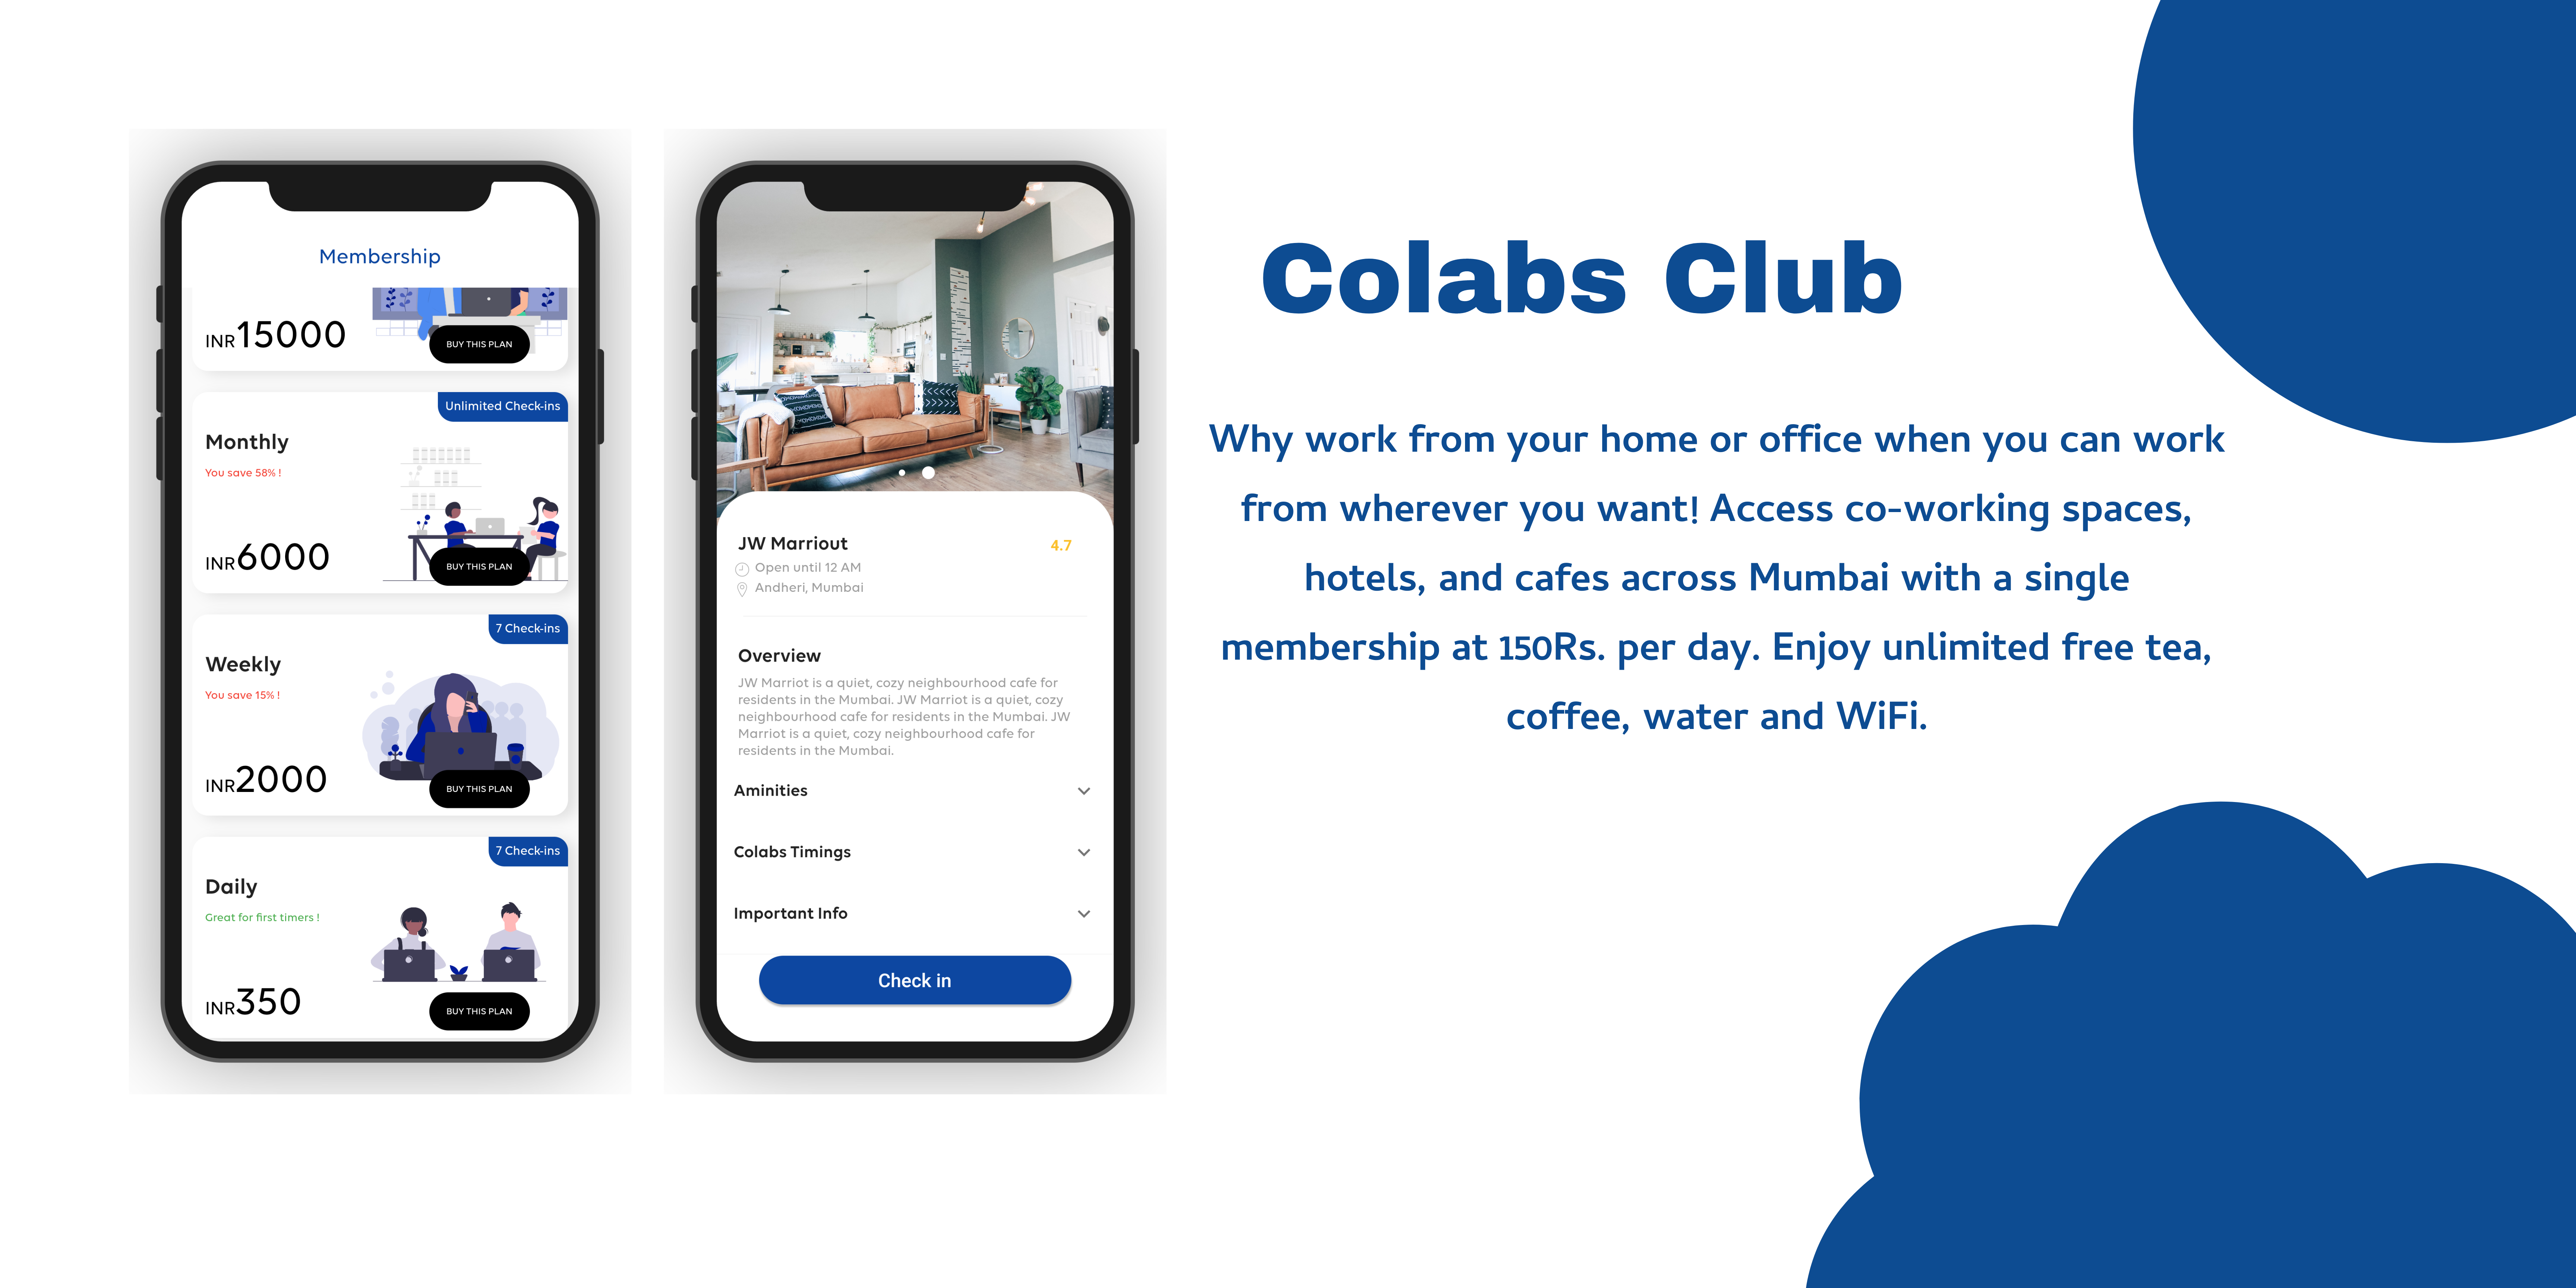 Membership
INR15000
BUY THIS PLAN
Unlimited Check-ins
Monthly
You save 58% !
INR6000
BUY THIS PLAN
7 Check-ins
Weekly
You save 15% !
INR2000
BUY THIS PLAN
7 Check-ins
Daily
Great for first timers !
INR350
BUY THIS PLAN
JW Marriout
4.7
Open until 12 AM
Andheri, Mumbai
Overview
JW Marriot is a quiet, cozy neighbourhood cafe for
residents in the Mumbai. JW Marriot is a quiet, cozy
neighbourhood cafe for residents in the Mumbai. JW
Marriot is a quiet, cozy neighbourhood cafe for
residents in the Mumbai.
Aminities
Colabs Timings
Important Info
Check in
Colabs Club
Why work from your home or office when you can work
from wherever you want! Access co-working spaces,
hotels, and cafes across Mumbai with a single
membership at 150Rs. per day. Enjoy unlimited free tea,
coffee, water and WiFi.